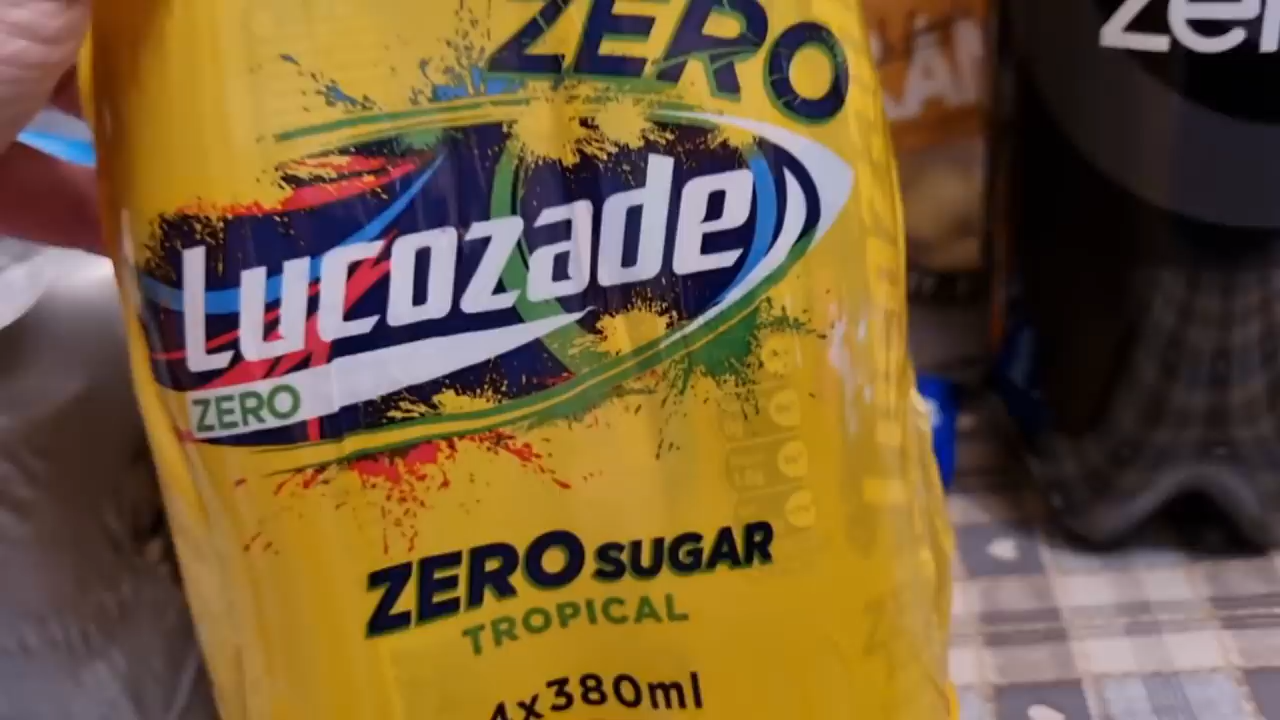 ZERO
Lucozade
ZERO
ZERO SUGAR
TROPICAL
4x380ml